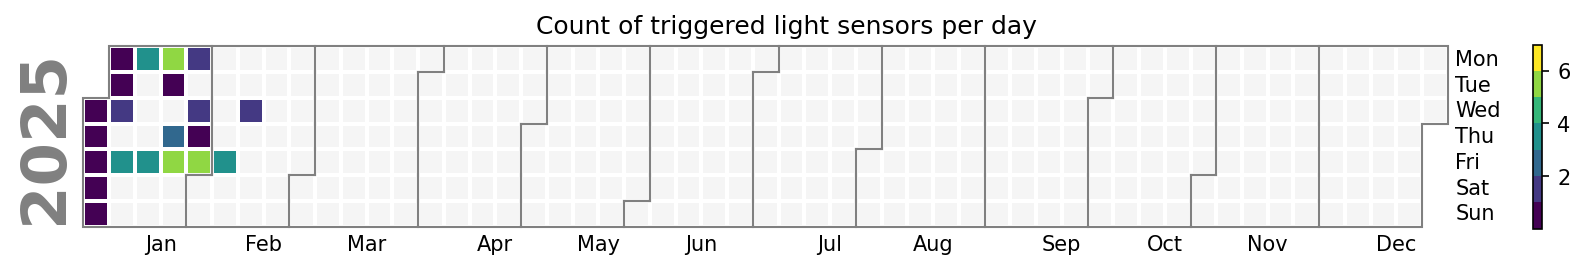 Count of triggered light sensors per day
2025
Mon
Tue
Wed
Thu
Fri
Sat
Sun
Jan Feb Mar Apr May Jun Jul Aug Sep Oct Nov Dec
6
4
2